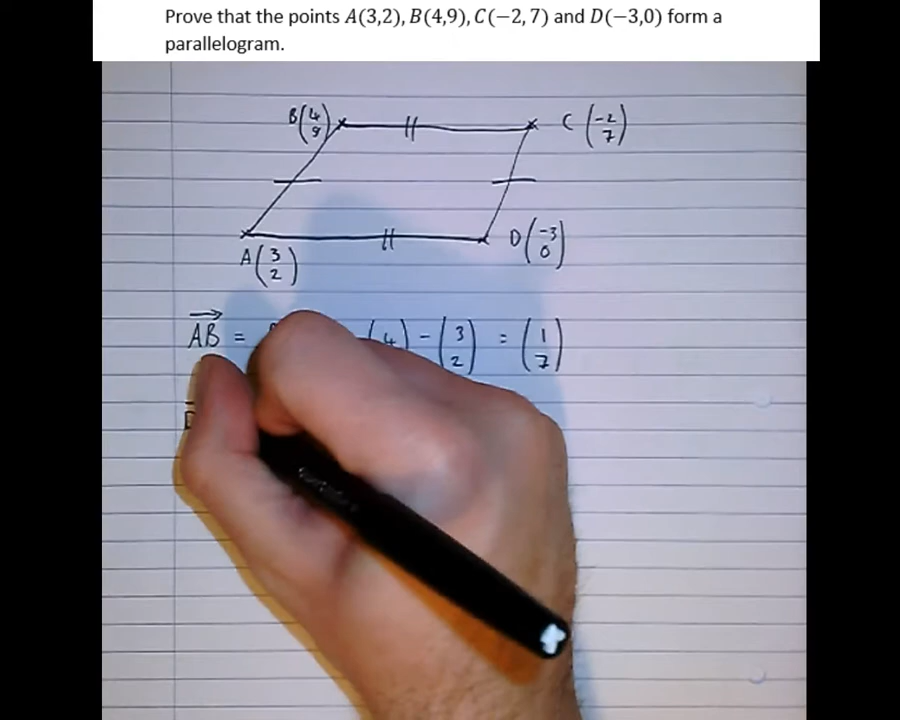 Prove that the points A(3,2), B(4,9), C(−2,7) and D(−3,0) form a
parallelogram.
B(4 9) C (-2 7)
A(3 2) D(-3 0)
AB = (4 - (3 2) = (1 7)